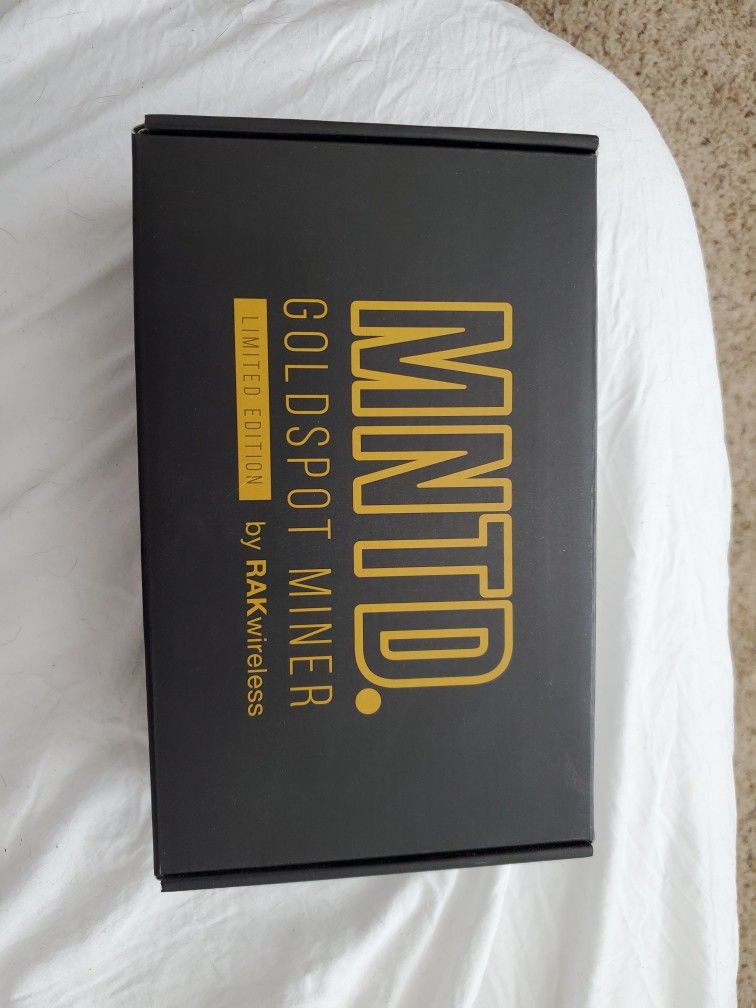 MNTD.
GOLDSPOT MINER
LIMITED EDITION by RAKwireless